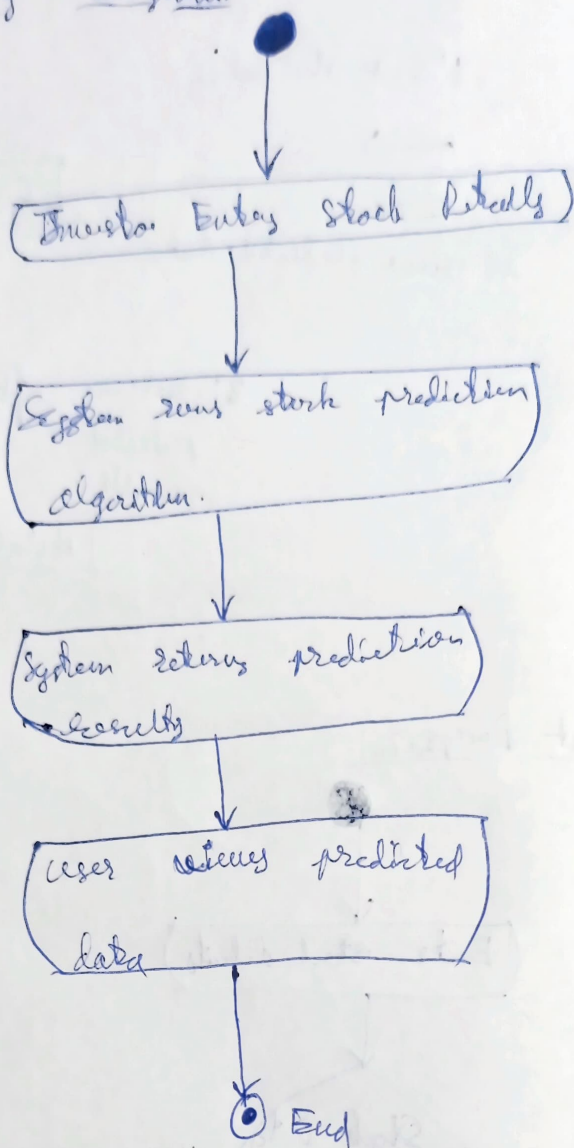 Investor Enters Stock Details
System runs stock prediction
algorithm.
System returns prediction
results
user views predicted
data
End